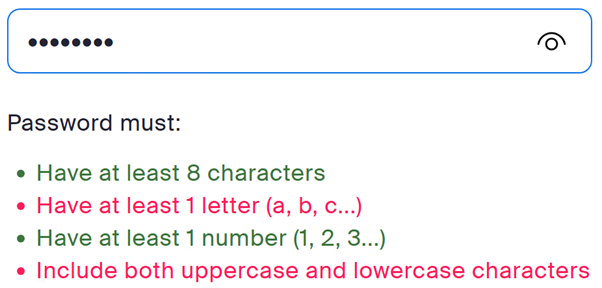 ••••••••
Password must:
• Have at least 8 characters
• Have at least 1 letter (a, b, c...)
• Have at least 1 number (1, 2, 3...)
• Include both uppercase and lowercase characters